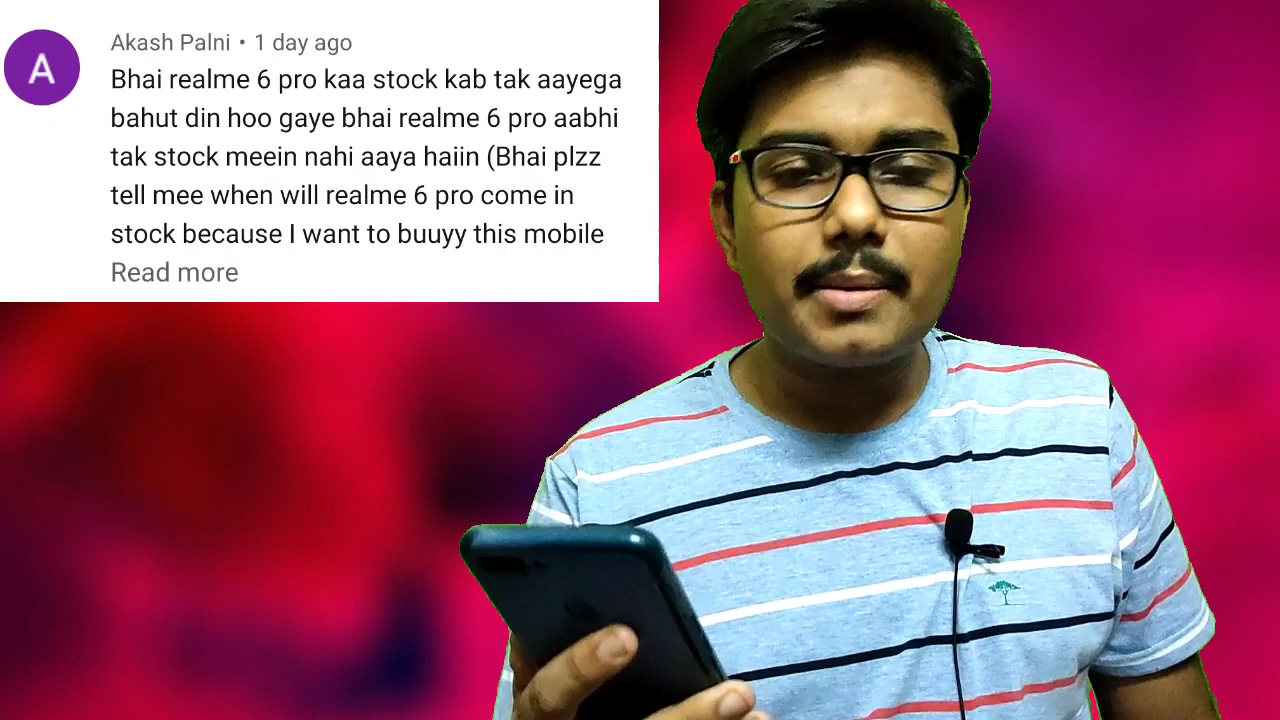 A
Akash Palni • 1 day ago
Bhai realme 6 pro kaa stock kab tak aayega
bahut din hoo gaye bhai realme 6 pro aabhi
tak stock meein nahi aaya haiin (Bhai plzz
tell mee when will realme 6 pro come in
stock because I want to buuyy this mobile
Read more